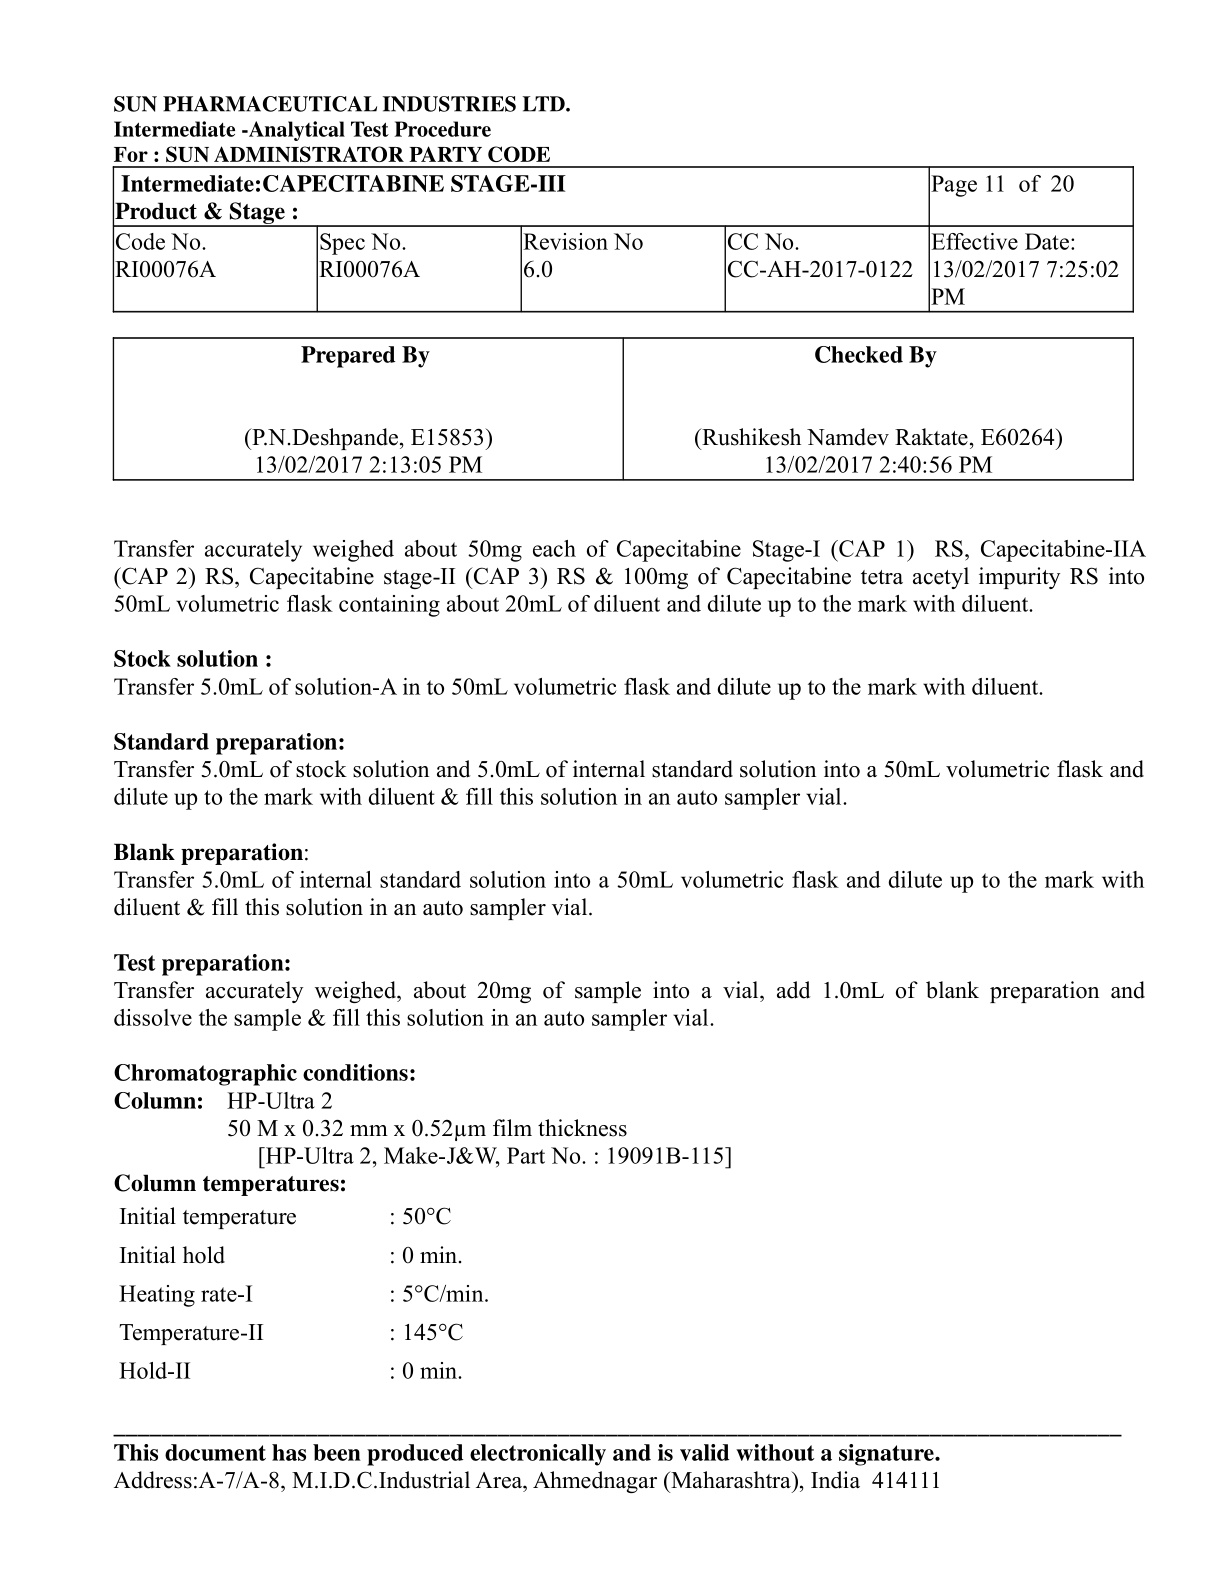 SUN PHARMACEUTICAL INDUSTRIES LTD.
Intermediate -Analytical Test Procedure
For : SUN ADMINISTRATOR PARTY CODE
Intermediate:CAPECITABINE STAGE-III
Product & Stage :
Page 11 of 20
Code No.
RI00076A
Spec No.
RI00076A
Revision No
6.0
CC No.
CC-AH-2017-0122
Effective Date:
13/02/2017 7:25:02
PM
Prepared By
(P.N.Deshpande, E15853)
13/02/2017 2:13:05 PM
Checked By
(Rushikesh Namdev Raktate, E60264)
13/02/2017 2:40:56 PM
Transfer accurately weighed about 50mg each of Capecitabine Stage-I (CAP 1) RS, Capecitabine-IIA
(CAP 2) RS, Capecitabine stage-II (CAP 3) RS & 100mg of Capecitabine tetra acetyl impurity RS into
50mL volumetric flask containing about 20mL of diluent and dilute up to the mark with diluent.
Stock solution :
Transfer 5.0mL of solution-A in to 50mL volumetric flask and dilute up to the mark with diluent.
Standard preparation:
Transfer 5.0mL of stock solution and 5.0mL of internal standard solution into a 50mL volumetric flask and
dilute up to the mark with diluent & fill this solution in an auto sampler vial.
Blank preparation:
Transfer 5.0mL of internal standard solution into a 50mL volumetric flask and dilute up to the mark with
diluent & fill this solution in an auto sampler vial.
Test preparation:
Transfer accurately weighed, about 20mg of sample into a vial, add 1.0mL of blank preparation and
dissolve the sample & fill this solution in an auto sampler vial.
Chromatographic conditions:
Column: HP-Ultra 2
50 M x 0.32 mm x 0.52µm film thickness
[HP-Ultra 2, Make-J&W, Part No. : 19091B-115]
Column temperatures:
Initial temperature : 50°C
Initial hold : 0 min.
Heating rate-I : 5°C/min.
Temperature-II : 145°C
Hold-II : 0 min.
This document has been produced electronically and is valid without a signature.
Address:A-7/A-8, M.I.D.C.Industrial Area, Ahmednagar (Maharashtra), India 414111